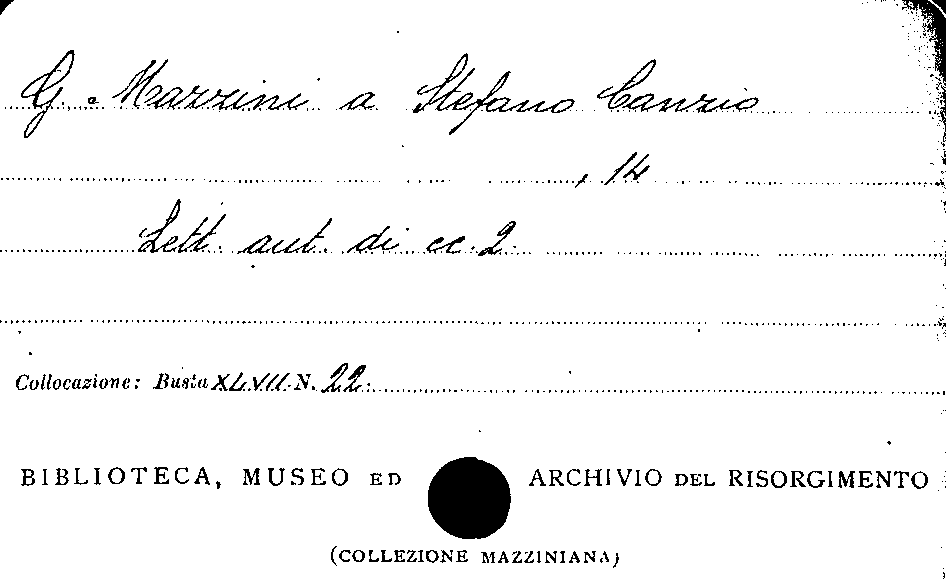 G. Mazzini a Stefano Canzio
, 14
Lett. aut. di cc. 2.
Collocazione: Busta XLVII N. 22.
BIBLIOTECA, MUSEO ED ARCHIVIO DEL RISORGIMENTO
(COLLEZIONE MAZZINIANA)